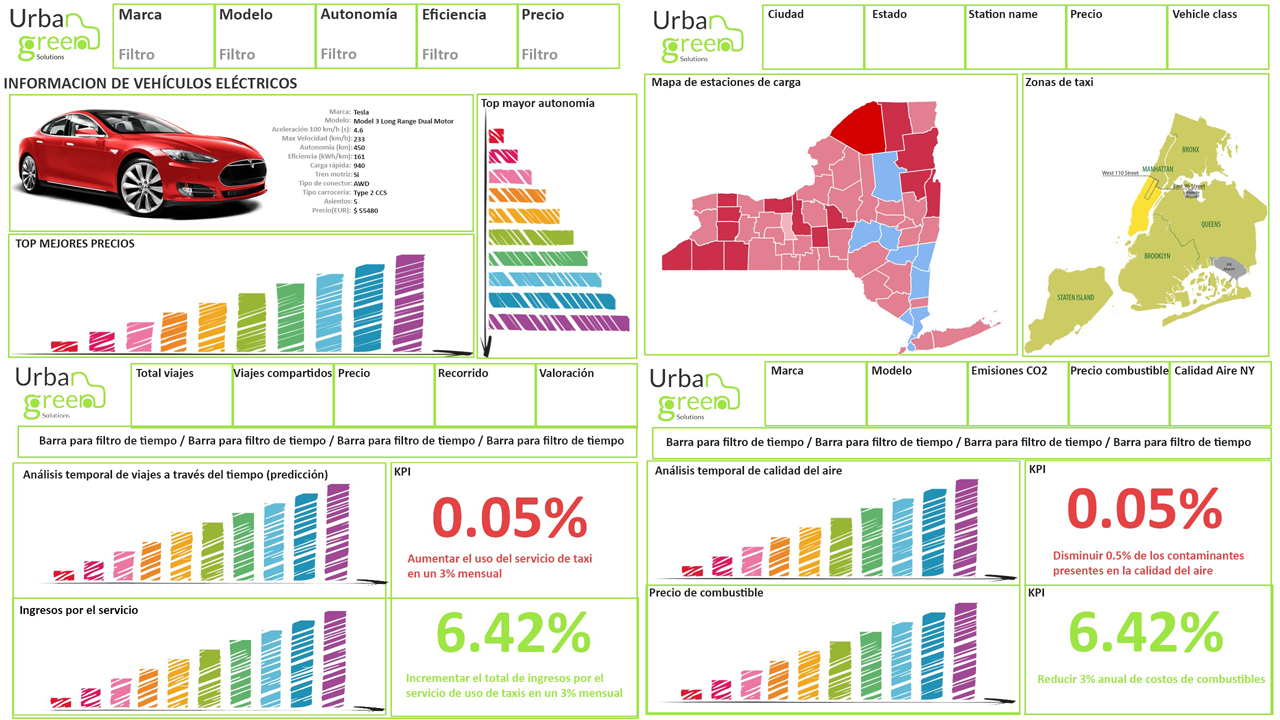 Urban
green
Solutions
Marca
Modelo
Autonomía
Eficiencia
Precio
Filtro
Filtro
Filtro
Filtro
Filtro
INFORMACION DE VEHÍCULOS ELÉCTRICOS
Marca: Tesla
Modelo: Model 3 Long Range Dual Motor
Aceleración 100 km/h (s): 4.6
Max Velocidad (km/h): 233
Autonomia (km): 450
Eficiencia (kWh/km): 161
Carga rápida: 940
Tren motriz: Si
Tipo de conector: AWD
Tipo carrocería: Type 2 CCS
Asientos: 5
Precio(EUR): $ 55480
Top mayor autonomía
TOP MEJORES PRECIOS
Urban
green
Solutions
Ciudad
Estado
Station name
Precio
Vehicle class
Mapa de estaciones de carga
Zonas de taxi
BRONX
MANHATTAN
West 110 Street
East 96 Street
QUEENS
BROOKLYN
STATEN ISLAND
Urban
green
Solutions
Total viajes
Viajes compartidos
Precio
Recorrido
Valoración
Barra para filtro de tiempo / Barra para filtro de tiempo / Barra para filtro de tiempo / Barra para filtro de tiempo
Análisis temporal de viajes a través del tiempo (predicción)
KPI
0.05%
Aumentar el uso del servicio de taxi
en un 3% mensual
Ingresos por el servicio
6.42%
Incrementar el total de ingresos por el
servicio de uso de taxis en un 3% mensual
Urban
green
Solutions
Marca
Modelo
Emisiones CO2
Precio combustible
Calidad Aire NY
Barra para filtro de tiempo / Barra para filtro de tiempo / Barra para filtro de tiempo / Barra para filtro de tiempo
Análisis temporal de calidad del aire
KPI
0.05%
Disminuir 0.5% de los contaminantes
presentes en la calidad del aire
Precio de combustible
KPI
6.42%
Reducir 3% anual de costos de combustibles